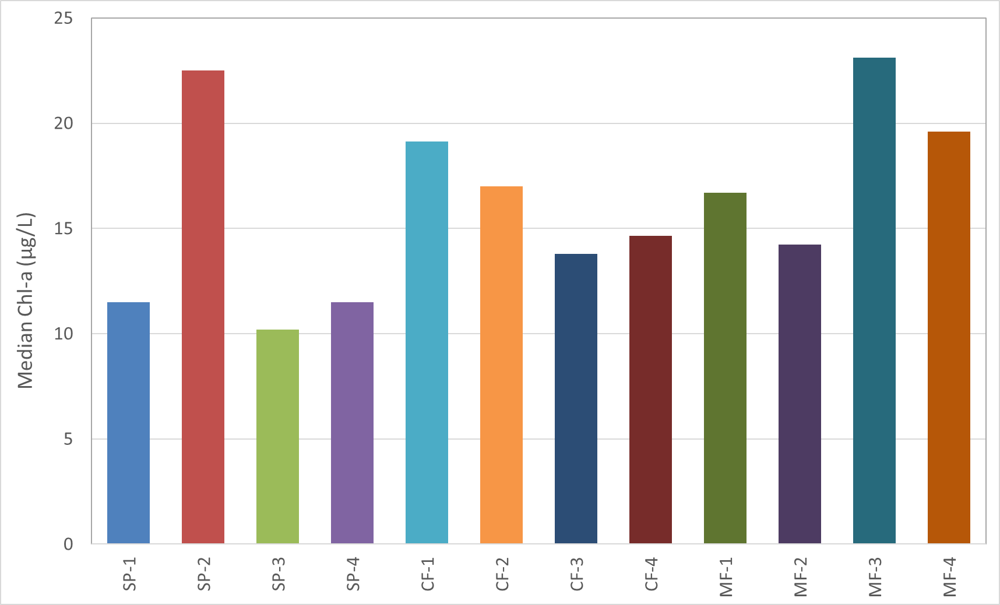 25
20
15
10
5
0
Median Chl-a (µg/L)
SP-1
SP-2
SP-3
SP-4
CF-1
CF-2
CF-3
CF-4
MF-1
MF-2
MF-3
MF-4